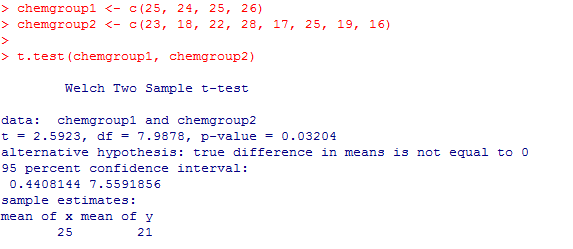 > chemgroup1 <- c(25, 24, 25, 26)
> chemgroup2 <- c(23, 18, 22, 28, 17, 25, 19, 16)
>
> t.test(chemgroup1, chemgroup2)
Welch Two Sample t-test
data:  chemgroup1 and chemgroup2
t = 2.5923, df = 7.9878, p-value = 0.03204
alternative hypothesis: true difference in means is not equal to 0
95 percent confidence interval:
0.4408144 7.5591856
sample estimates:
mean of x mean of y
25        21